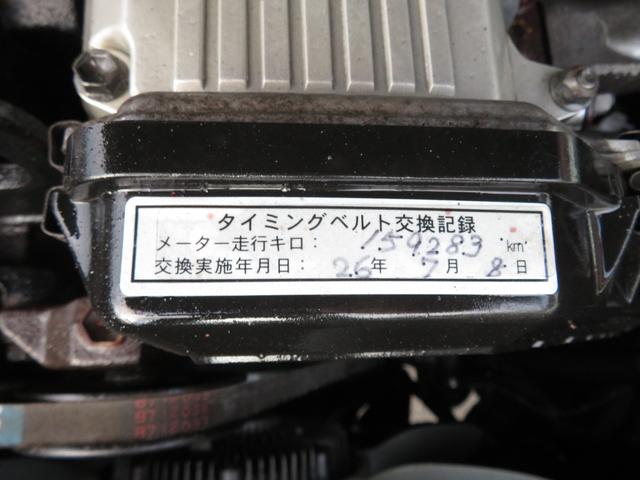 タイミングベルト交換記録
メーター走行キロ： 159283 km
交換実施年月日： 26年 7月 8日